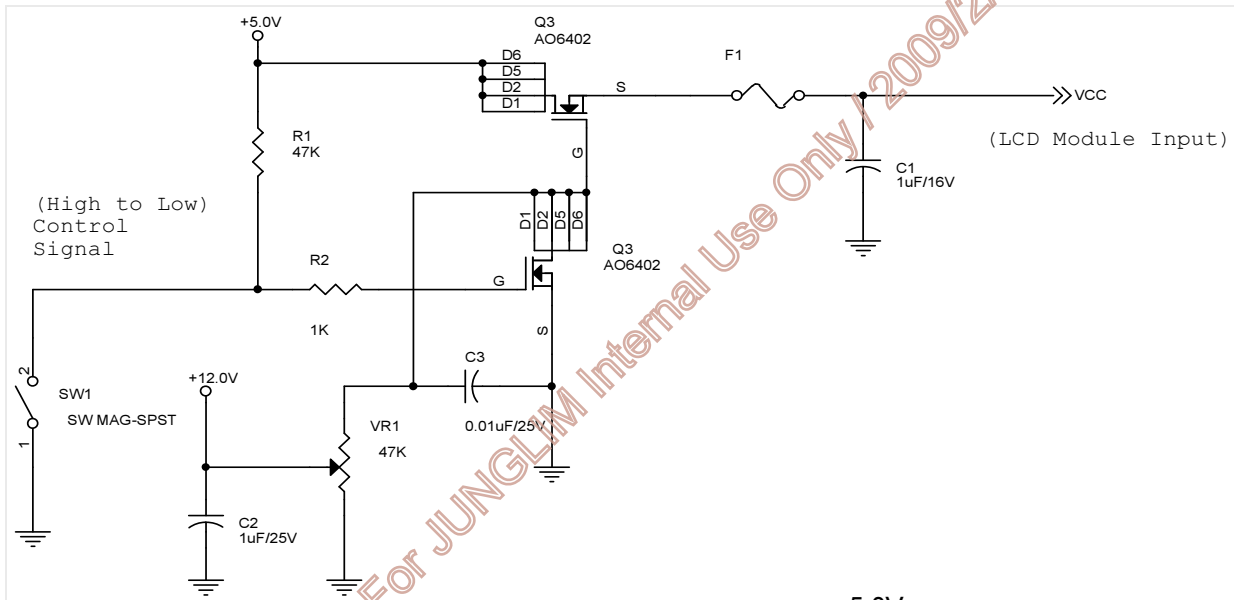 +5.0V
Q3
AO6402
D6
D5
D2
D1
S
G
F1
VCC
(LCD Module Input)
R1
47K
C1
1uF/16V
(High to Low)
Control
Signal
D1
D2
D5
D6
Q3
AO6402
R2
1K
G
S
2
1
SW1
SW MAG-SPST
+12.0V
C3
0.01uF/25V
VR1
47K
C2
1uF/25V
For JUNGLIM Internal Use Only / 2009/2